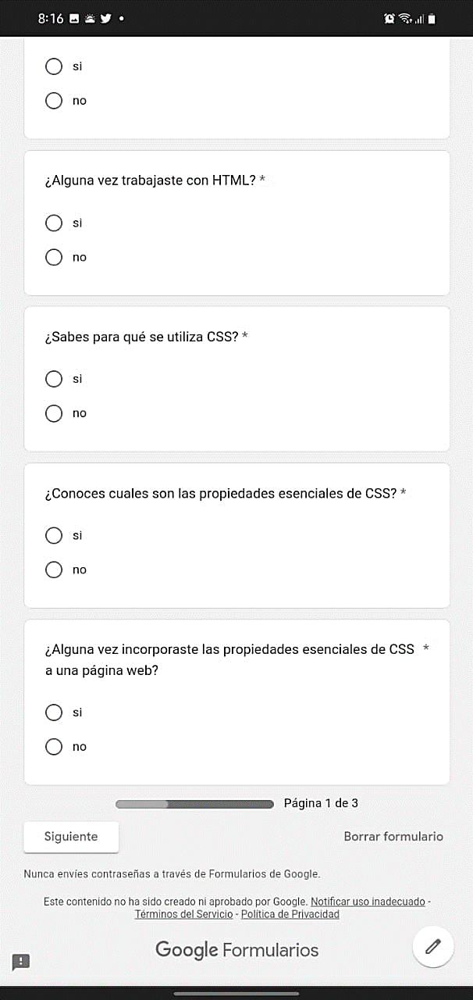 8:16
si
no
¿Alguna vez trabajaste con HTML? *
si
no
¿Sabes para qué se utiliza CSS? *
si
no
¿Conoces cuales son las propiedades esenciales de CSS? *
si
no
¿Alguna vez incorporaste las propiedades esenciales de CSS *
a una página web?
si
no
Página 1 de 3
Siguiente Borrar formulario
Nunca envíes contraseñas a través de Formularios de Google.
Este contenido no ha sido creado ni aprobado por Google. Notificar uso inadecuado -
Términos del Servicio - Política de Privacidad
Google Formularios